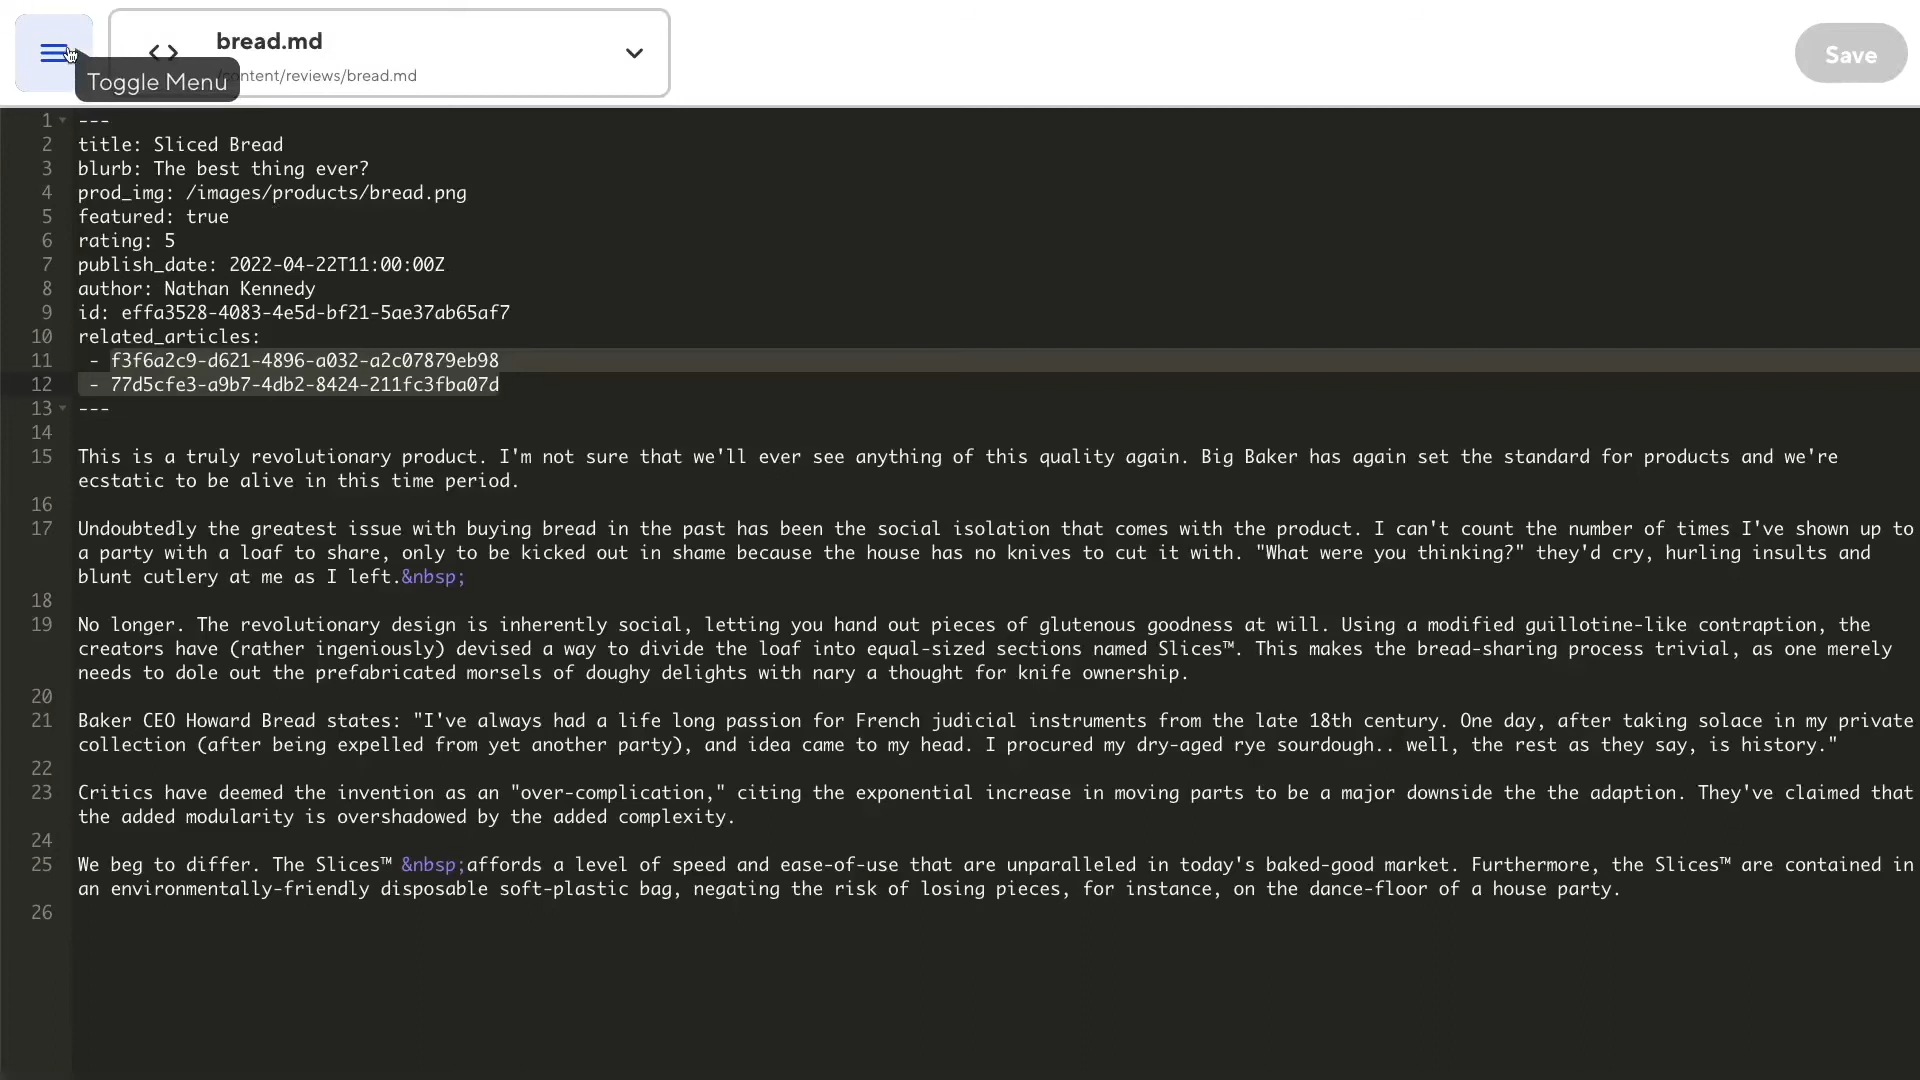 bread.md
Save
Toggle Menu
ontent/reviews/bread.md
1 ---
2 title: Sliced Bread
3 blurb: The best thing ever?
4 prod_img: /images/products/bread.png
5 featured: true
6 rating: 5
7 publish_date: 2022-04-22T11:00:00Z
8 author: Nathan Kennedy
9 id: effa3528-4083-4e5d-bf21-5ae37ab65af7
10 related_articles:
11 - f3f6a2c9-d621-4896-a032-a2c07879eb98
12 - 77d5cfe3-a9b7-4db2-8424-211fc3fba07d
13 ---
14
15 This is a truly revolutionary product. I'm not sure that we'll ever see anything of this quality again. Big Baker has again set the standard for products and we're
ecstatic to be alive in this time period.
16
17 Undoubtedly the greatest issue with buying bread in the past has been the social isolation that comes with the product. I can't count the number of times I've shown up to
a party with a loaf to share, only to be kicked out in shame because the house has no knives to cut it with. "What were you thinking?" they'd cry, hurling insults and
blunt cutlery at me as I left.&nbsp;
18
19 No longer. The revolutionary design is inherently social, letting you hand out pieces of glutenous goodness at will. Using a modified guillotine-like contraption, the
creators have (rather ingeniously) devised a way to divide the loaf into equal-sized sections named Slices™. This makes the bread-sharing process trivial, as one merely
needs to dole out the prefabricated morsels of doughy delights with nary a thought for knife ownership.
20
21 Baker CEO Howard Bread states: "I've always had a life long passion for French judicial instruments from the late 18th century. One day, after taking solace in my private
collection (after being expelled from yet another party), and idea came to my head. I procured my dry-aged rye sourdough.. well, the rest as they say, is history."
22
23 Critics have deemed the invention as an "over-complication," citing the exponential increase in moving parts to be a major downside the the adaption. They've claimed that
the added modularity is overshadowed by the added complexity.
24
25 We beg to differ. The Slices™ &nbsp;affords a level of speed and ease-of-use that are unparalleled in today's baked-good market. Furthermore, the Slices™ are contained in
an environmentally-friendly disposable soft-plastic bag, negating the risk of losing pieces, for instance, on the dance-floor of a house party.
26